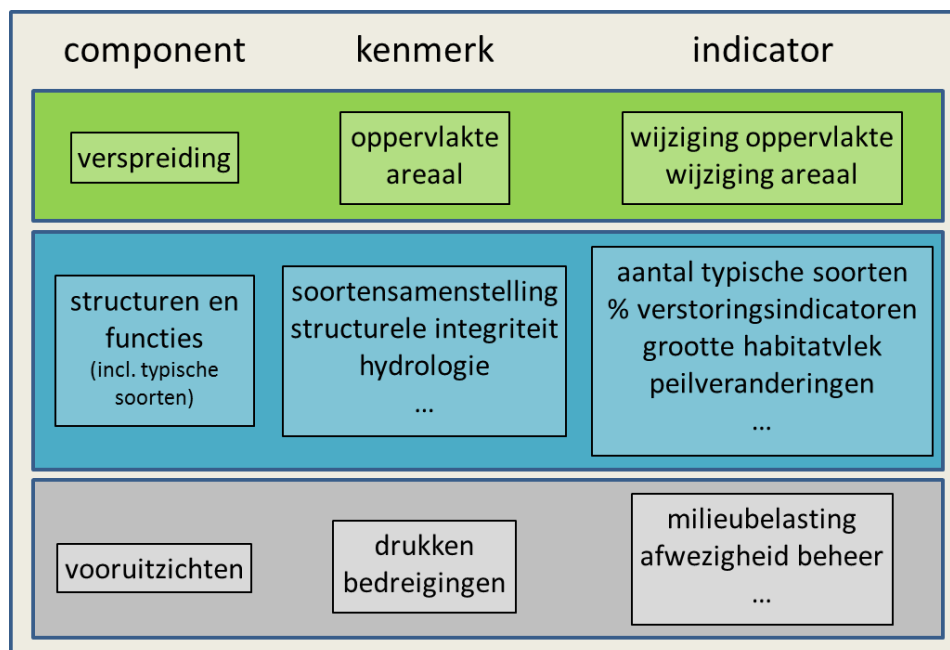 component kenmerk indicator
verspreiding
oppervlakte
areaal
wijziging oppervlakte
wijziging areaal
structuren en
functies
(incl. typische
soorten)
soortensamenstelling
structurele integriteit
hydrologie
...
aantal typische soorten
% verstoringsindicatoren
grootte habitatvlek
peilveranderingen
...
vooruitzichten
drukken
bedreigingen
milieubelasting
afwezigheid beheer
...